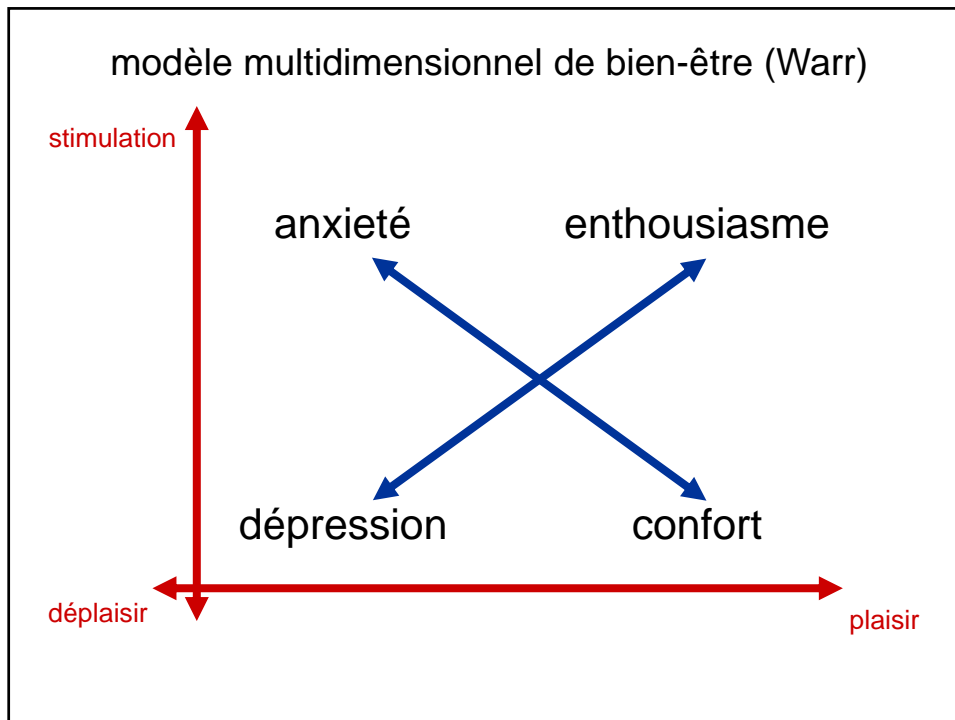 modèle multidimensionnel de bien-être (Warr)
stimulation
anxieté enthousiasme
dépression confort
déplaisir plaisir